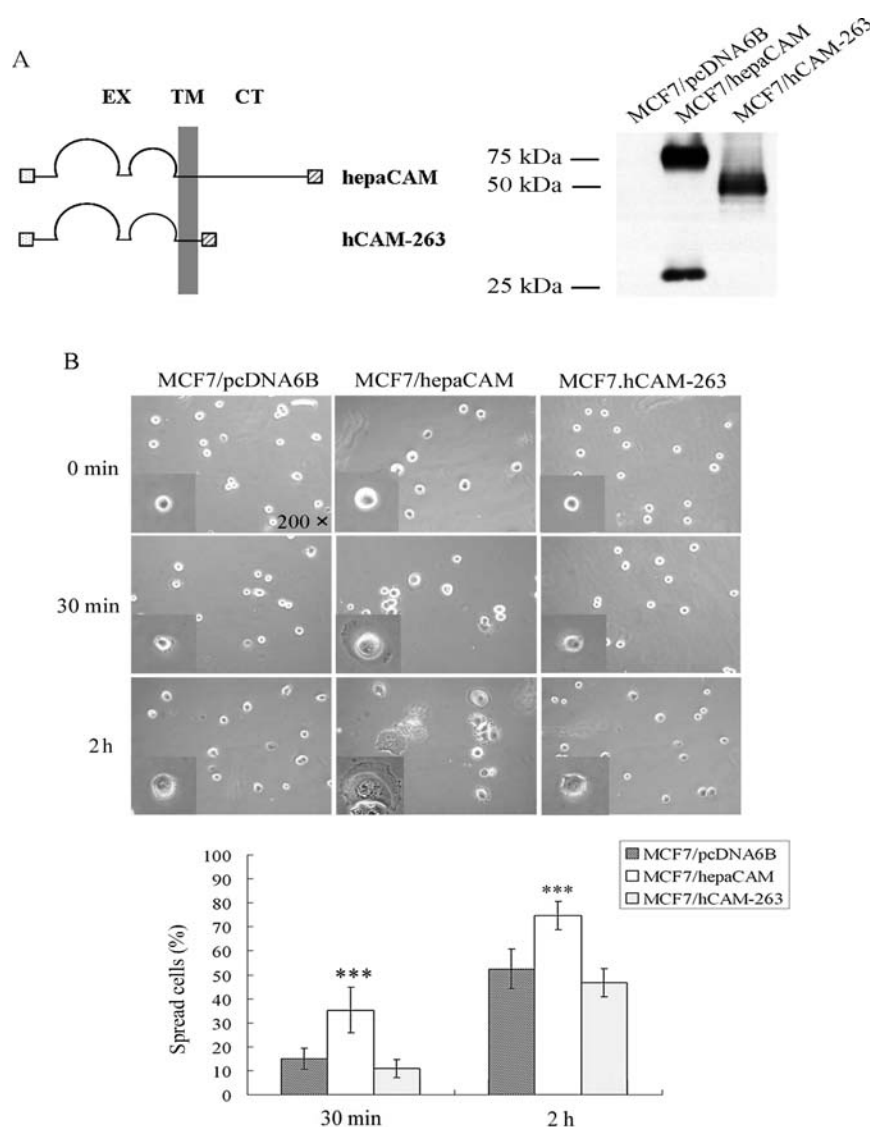 A
EX TM CT
hepaCAM
hCAM-263
MCF7/pcDNA6B
MCF7/hepaCAM
MCF7/hCAM-263
75 kDa
50 kDa
25 kDa
B
MCF7/pcDNA6B MCF7/hepaCAM MCF7.hCAM-263
0 min
200 ×
30 min
2 h
100
90
80
70
60
50
40
30
20
10
0
Spread cells (%)
***
***
30 min 2 h
MCF7/pcDNA6B
MCF7/hepaCAM
MCF7/hCAM-263